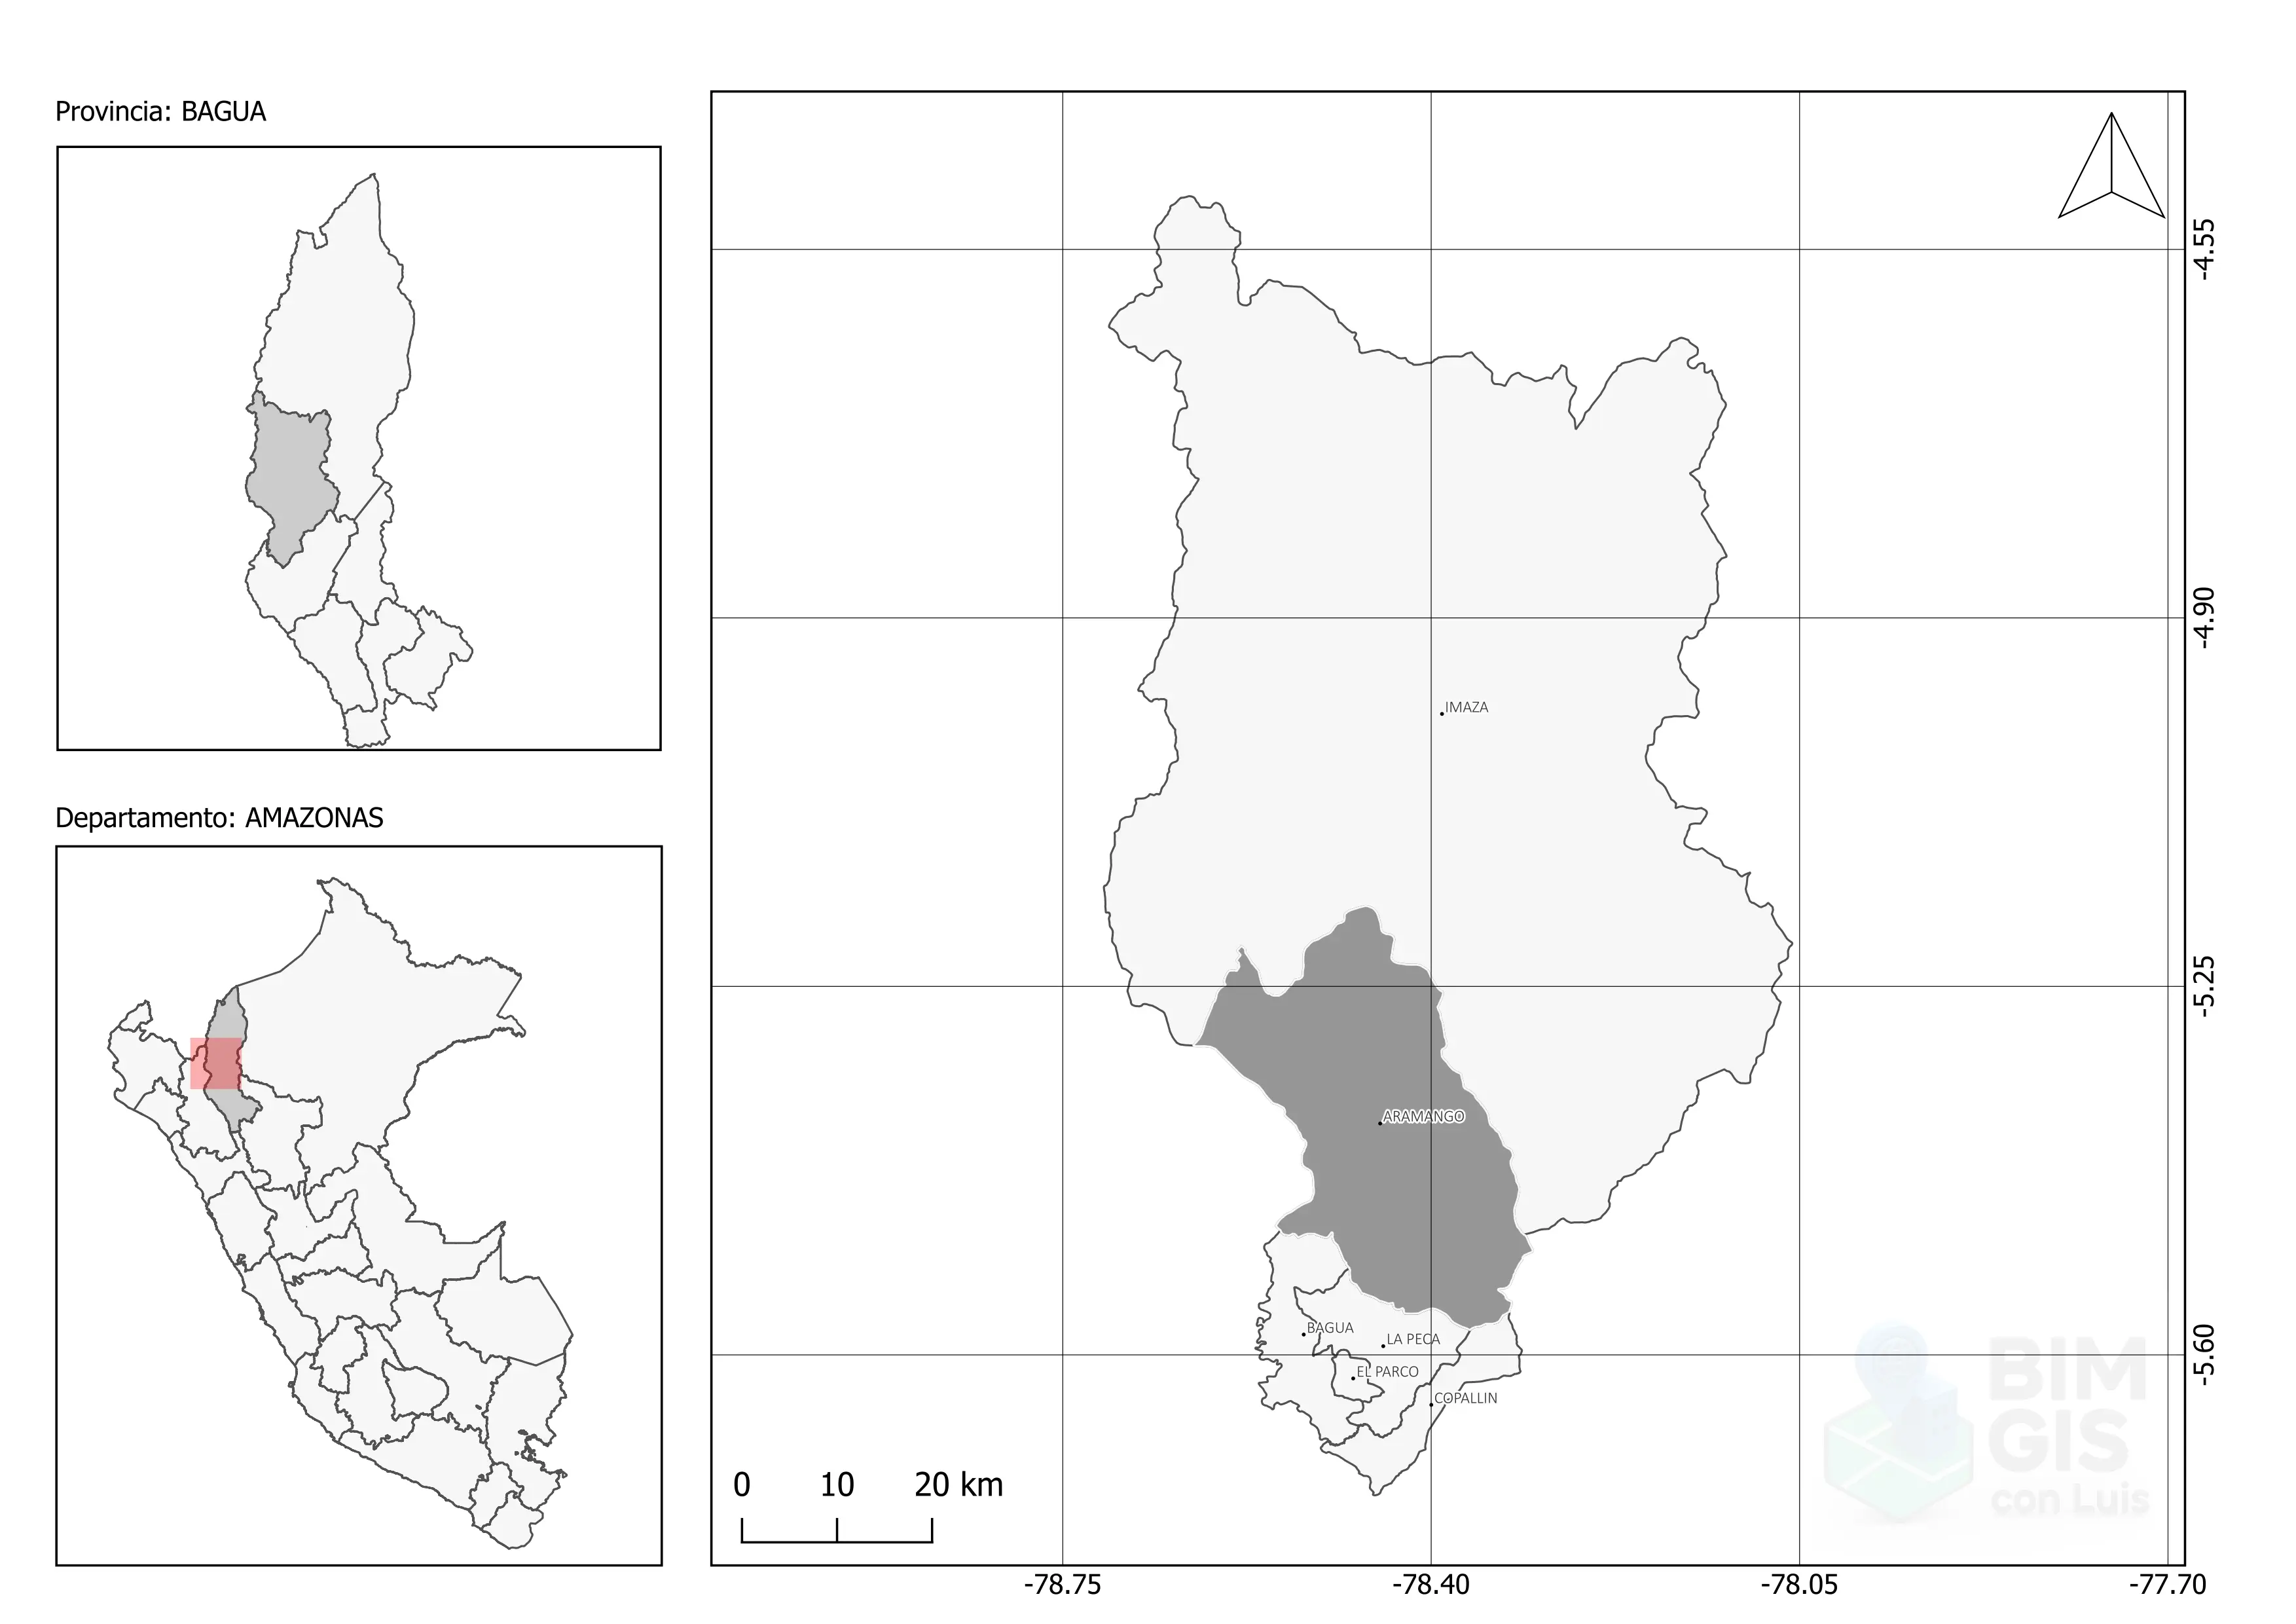 Provincia: BAGUA
Departamento: AMAZONAS
IMAZA
ARAMANGO
BAGUA
LA PECA
EL PARCO
COPALLIN
-4.55
-4.90
-5.25
-5.60
0 10 20 km
-78.75 -78.40 -78.05 -77.70
BIM
GIS
con Luis